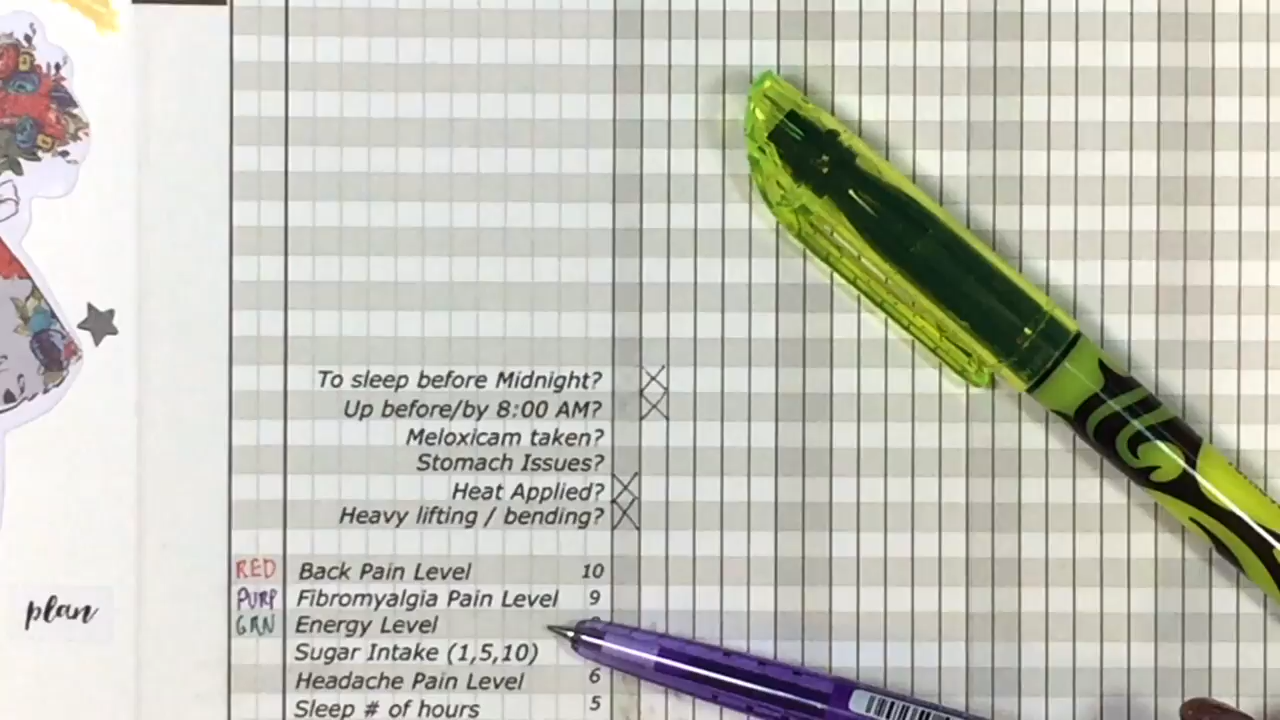 To sleep before Midnight?
Up before/by 8:00 AM?
Meloxicam taken?
Stomach Issues?
Heat Applied?
Heavy lifting / bending?
RED Back Pain Level 10
PURP Fibromyalgia Pain Level 9
GRN Energy Level
Sugar Intake (1,5,10)
Headache Pain Level 6
Sleep # of hours 5
plan